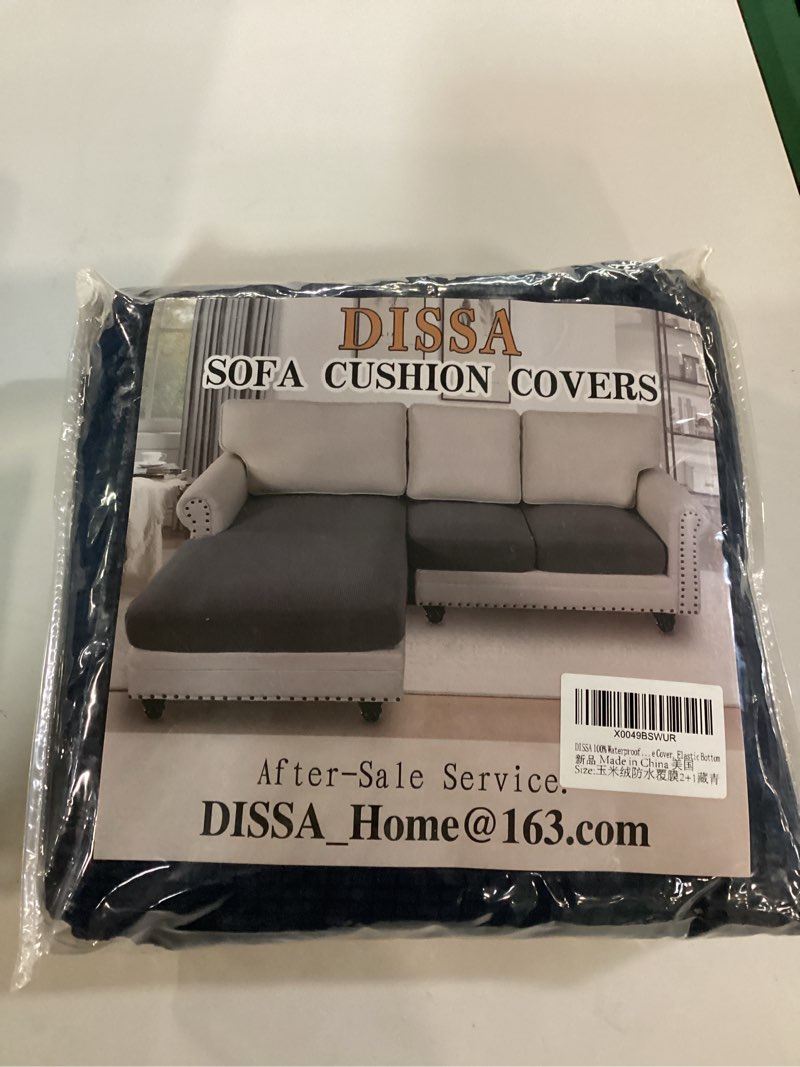 DISSA
SOFA CUSHION COVERS
X0049BSWUR
DISSA 100% Waterproof...e Cover, Elastic Bottom
新品 Made in China 美国
Size:玉米绒防水覆膜2+1藏青
After-Sale Service:
DISSA_Home@163.com